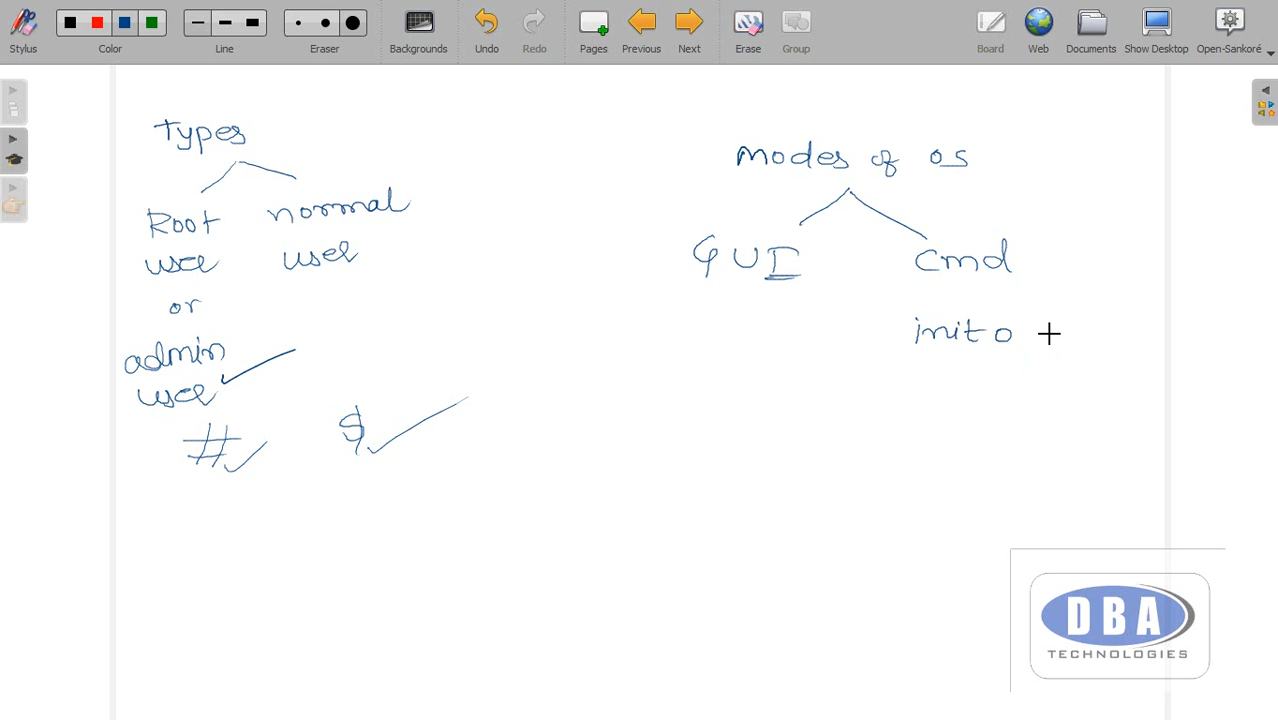 Stylus
Color
Line
Eraser
Backgrounds
Undo
Redo
Pages
Previous
Next
Erase
Group
Board
Web
Documents
Show Desktop
Open-Sankoré
Types
Root normal
user user
or
admin
user
# $
modes of os
GUI cmd
init 0
DBA
TECHNOLOGIES